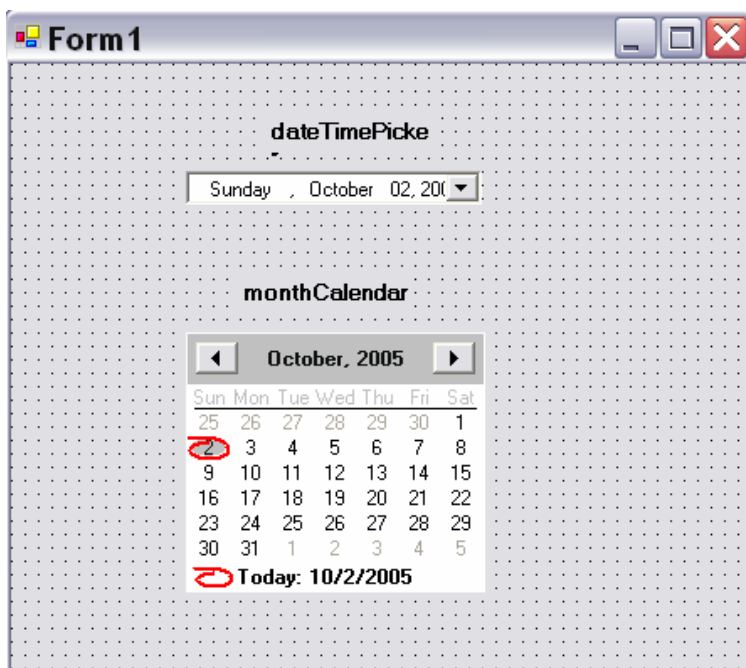 Form1
dateTimePicke
Sunday , October 02, 200
monthCalendar
October, 2005
Sun Mon Tue Wed Thu Fri Sat
25 26 27 28 29 30 1
2 3 4 5 6 7 8
9 10 11 12 13 14 15
16 17 18 19 20 21 22
23 24 25 26 27 28 29
30 31 1 2 3 4 5
Today: 10/2/2005